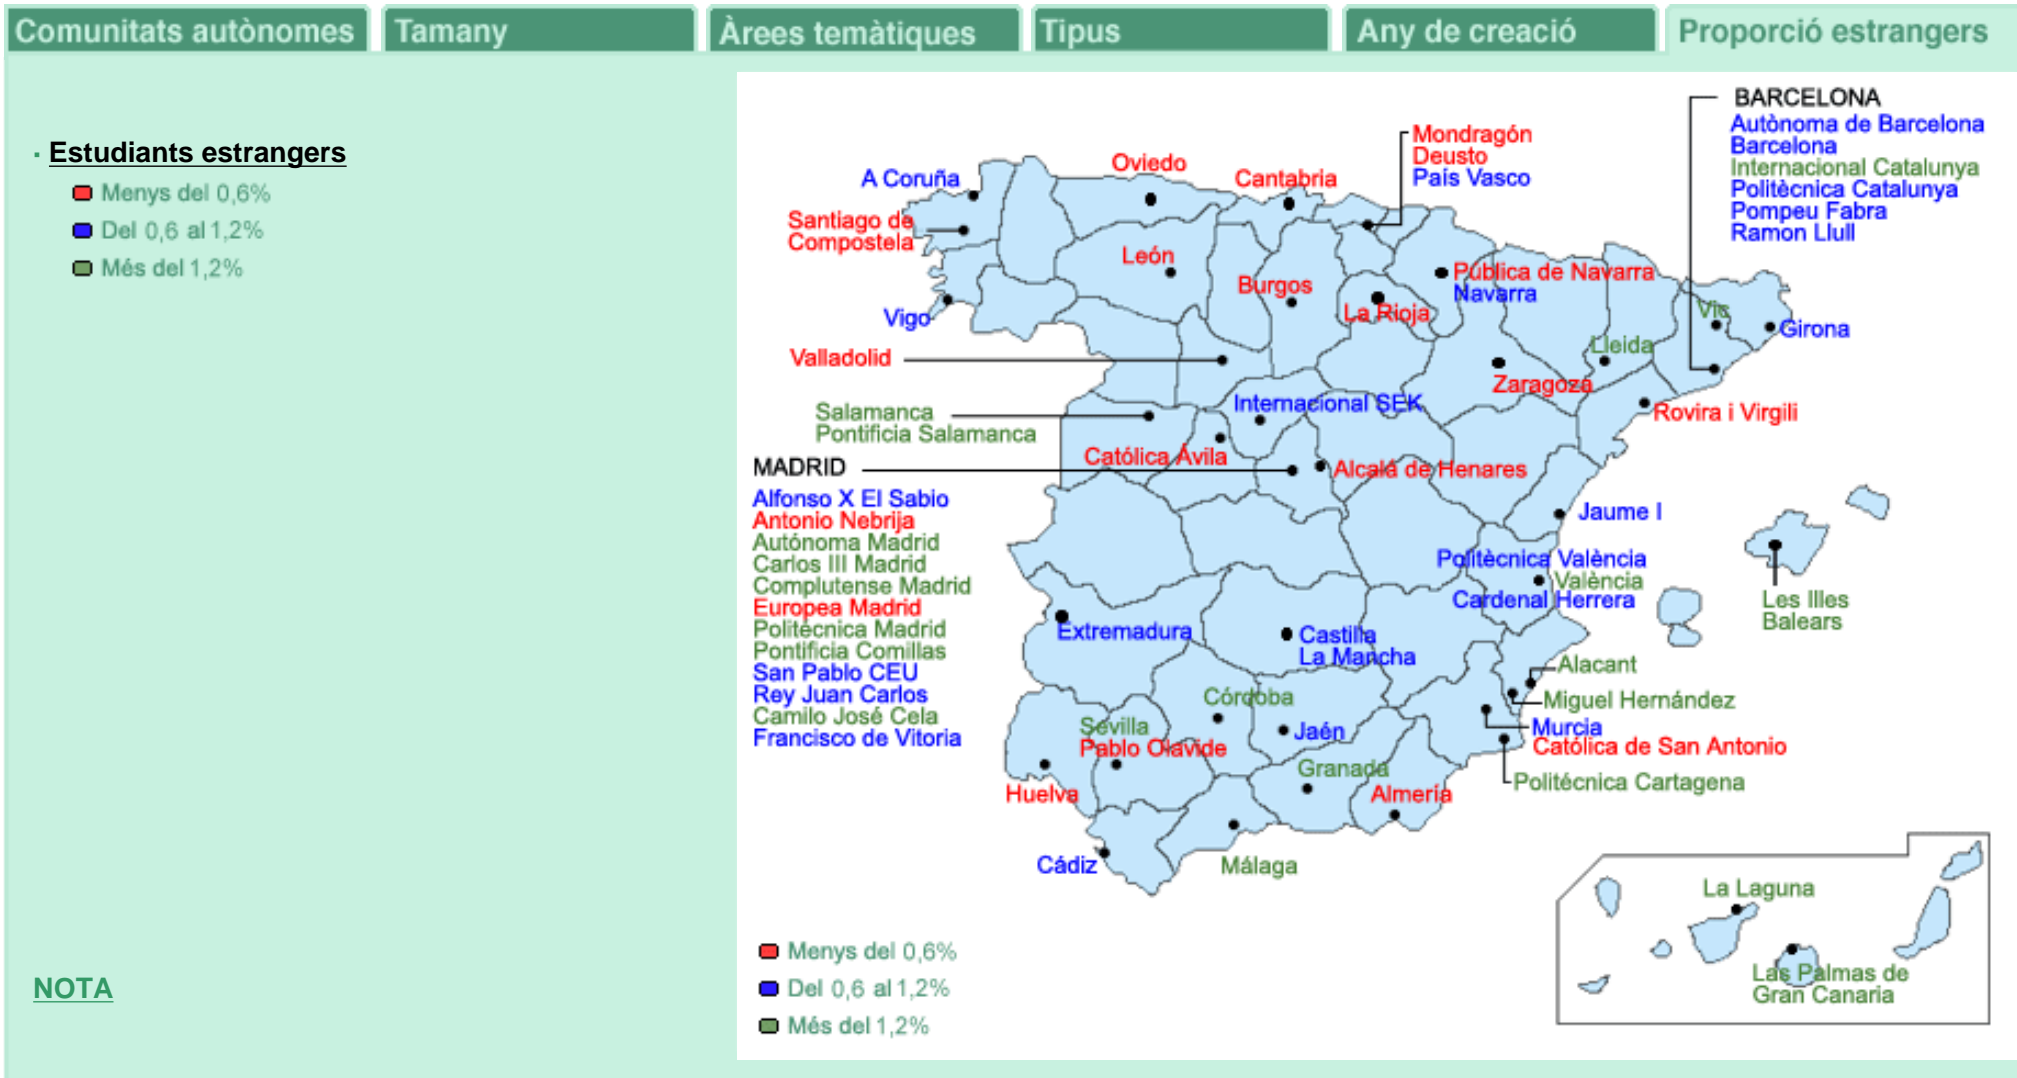 Comunitats autònomes
Tamany
Àrees temàtiques
Tipus
Any de creació
Proporció estrangers
· Estudiants estrangers
Menys del 0,6%
Del 0,6 al 1,2%
Més del 1,2%
NOTA
BARCELONA
Autònoma de Barcelona
Barcelona
Internacional Catalunya
Politècnica Catalunya
Pompeu Fabra
Ramon Llull
Mondragón
Deusto
País Vasco
Oviedo
Cantabria
A Coruña
Santiago de
Compostela
León
Burgos
Pública de Navarra
Navarra
La Rioja
Vigo
Vic
Girona
Lleida
Valladolid
Zaragoza
Internacional SEK
Rovira i Virgili
Salamanca
Pontificia Salamanca
Católica Ávila
Alcalá de Henares
MADRID
Alfonso X El Sabio
Antonio Nebrija
Autónoma Madrid
Carlos III Madrid
Complutense Madrid
Europea Madrid
Politécnica Madrid
Pontificia Comillas
San Pablo CEU
Rey Juan Carlos
Camilo José Cela
Francisco de Vitoria
Jaume I
Politècnica València
València
Cardenal Herrera
Les Illes
Balears
Extremadura
Castilla
La Mancha
Alacant
Miguel Hernández
Murcia
Católica de San Antonio
Politécnica Cartagena
Córdoba
Sevilla
Pablo Olavide
Jaén
Granada
Huelva
Almería
Cádiz
Málaga
La Laguna
Las Palmas de
Gran Canaria
Menys del 0,6%
Del 0,6 al 1,2%
Més del 1,2%